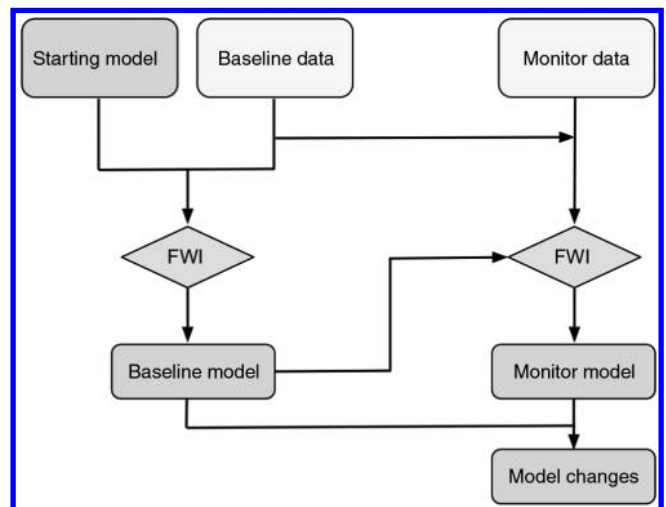 Starting model
Baseline data
Monitor data
FWI
FWI
Baseline model
Monitor model
Model changes